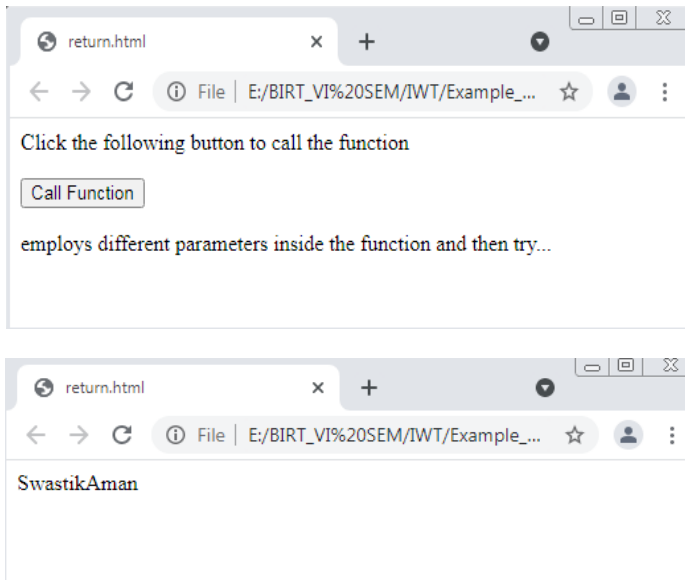 return.html
File | E:/BIRT_VI%20SEM/IWT/Example_...
Click the following button to call the function
Call Function
employs different parameters inside the function and then try...
return.html
File | E:/BIRT_VI%20SEM/IWT/Example_...
SwastikAman